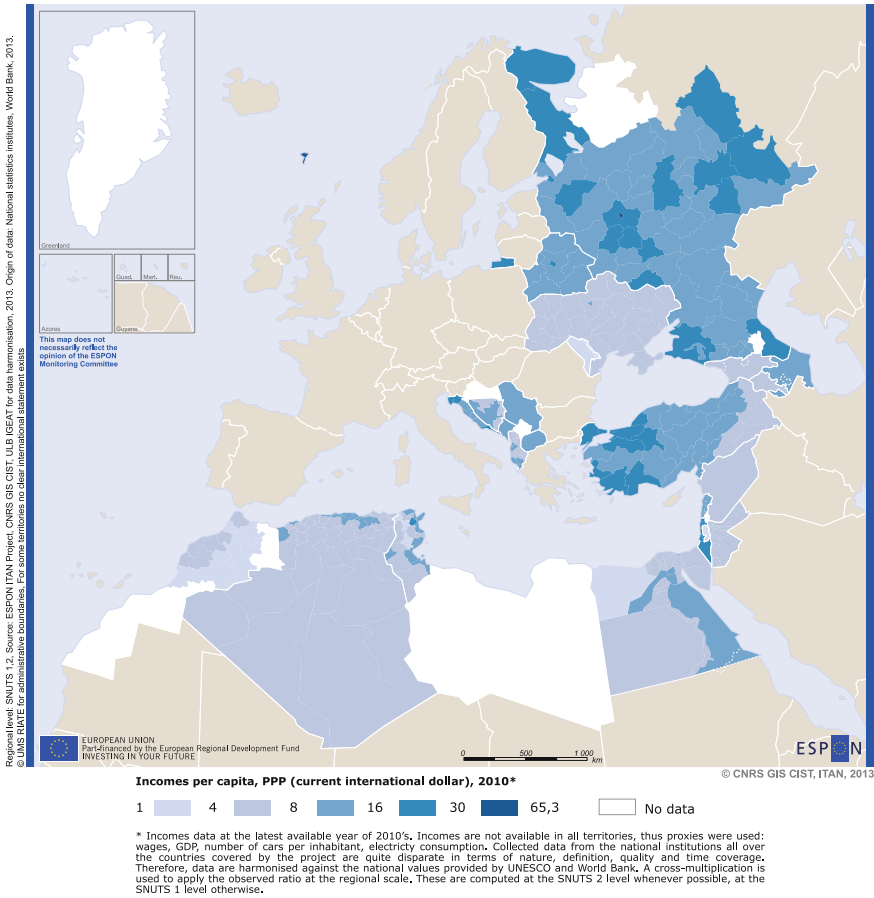 Regional level: SNUTS 1,2, Source: ESPON ITAN Project, CNRS GIS CIST, ULB IGEAT for data harmonisation, 2013. Origin of data: National statistics institutes, World Bank, 2013.
© UMS RIATE for administrative boundaries. For some territories no clear international statement exists
Greenland
Azores
Guad.
Mart.
Reu.
Guyane
This map does not
necessarily reflect the
opinion of the ESPON
Monitoring Committee
EUROPEAN UNION
Part-financed by the European Regional Development Fund
INVESTING IN YOUR FUTURE
0 500 1 000
km
ESPON
© CNRS GIS CIST, ITAN, 2013
Incomes per capita, PPP (current international dollar), 2010*
1 4 8 16 30 65,3 No data
* Incomes data at the latest available year of 2010's. Incomes are not available in all territories, thus proxies were used:
wages, GDP, number of cars per inhabitant, electricty consumption. Collected data from the national institutions all over
the countries covered by the project are quite disparate in terms of nature, definition, quality and time coverage.
Therefore, data are harmonised against the national values provided by UNESCO and World Bank. A cross-multiplication is
used to apply the observed ratio at the regional scale. These are computed at the SNUTS 2 level whenever possible, at the
SNUTS 1 level otherwise.